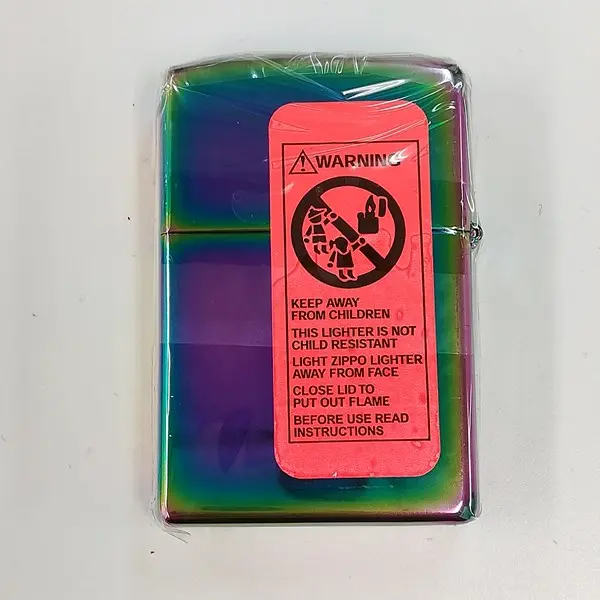 WARNING
KEEP AWAY
FROM CHILDREN
THIS LIGHTER IS NOT
CHILD RESISTANT
LIGHT ZIPPO LIGHTER
AWAY FROM FACE
CLOSE LID TO
PUT OUT FLAME
BEFORE USE READ
INSTRUCTIONS